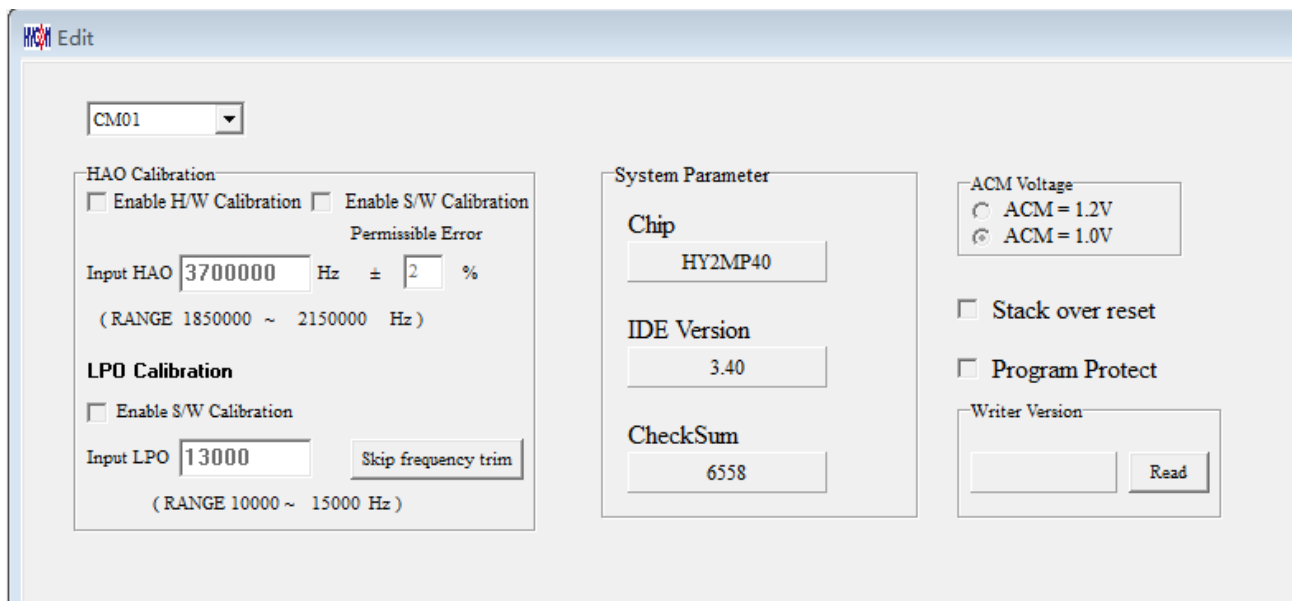 HYCON Edit
CM01
HAO Calibration
Enable H/W Calibration Enable S/W Calibration
Permissible Error
Input HAO 3700000 Hz ± 2 %
( RANGE 1850000 ~ 2150000 Hz )
LPO Calibration
Enable S/W Calibration
Input LPO 13000 Skip frequency trim
( RANGE 10000 ~ 15000 Hz )
System Parameter
Chip
HY2MP40
IDE Version
3.40
CheckSum
6558
ACM Voltage
ACM = 1.2V
ACM = 1.0V
Stack over reset
Program Protect
Writer Version
Read